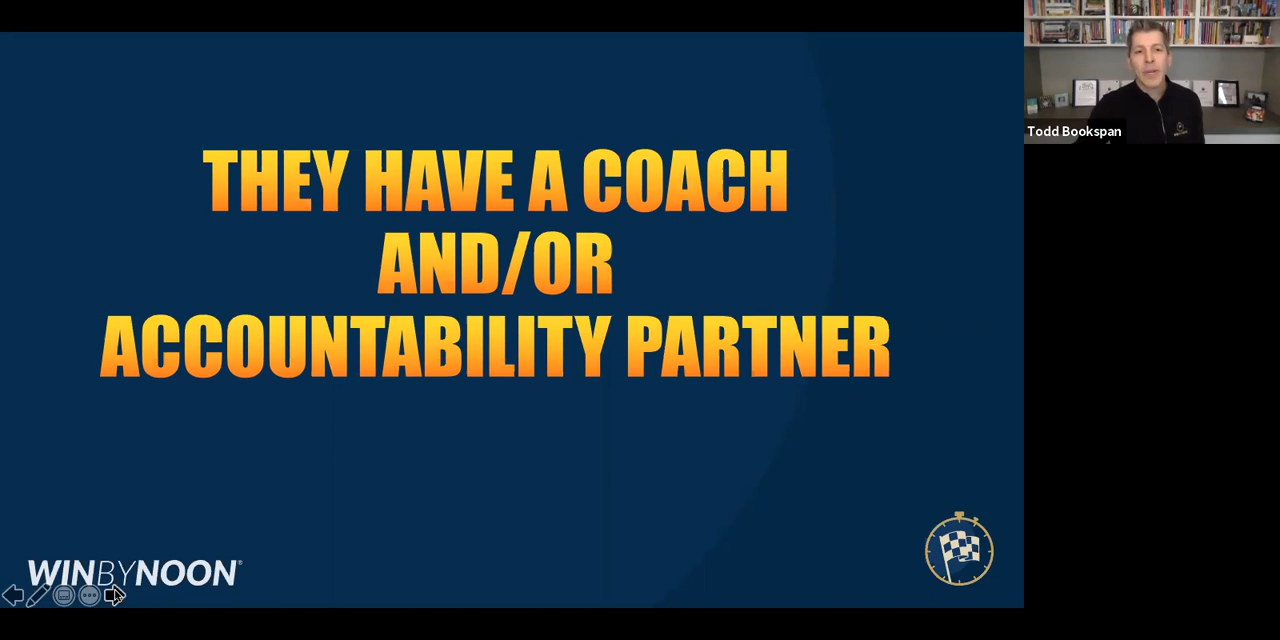 THEY HAVE A COACH
AND/OR
ACCOUNTABILITY PARTNER
WINBYNOON®
Todd Bookspan